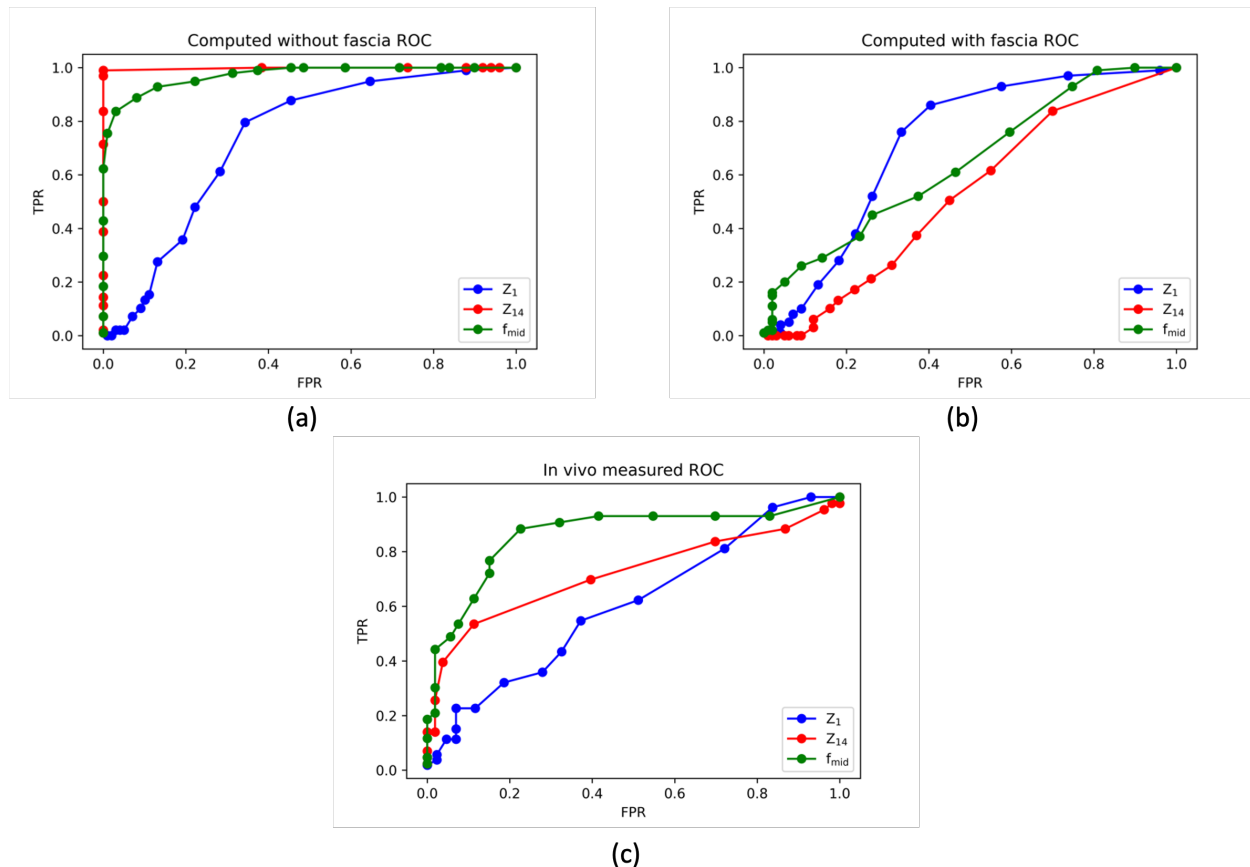 Computed without fascia ROC
1.0
0.8
0.6
0.4
0.2
0.0
TPR
0.0 0.2 0.4 0.6 0.8 1.0
FPR
Z₁
Z₁₄
f_mid
(a)
Computed with fascia ROC
1.0
0.8
0.6
0.4
0.2
0.0
TPR
0.0 0.2 0.4 0.6 0.8 1.0
FPR
Z₁
Z₁₄
f_mid
(b)
In vivo measured ROC
1.0
0.8
0.6
0.4
0.2
0.0
TPR
0.0 0.2 0.4 0.6 0.8 1.0
FPR
Z₁
Z₁₄
f_mid
(c)